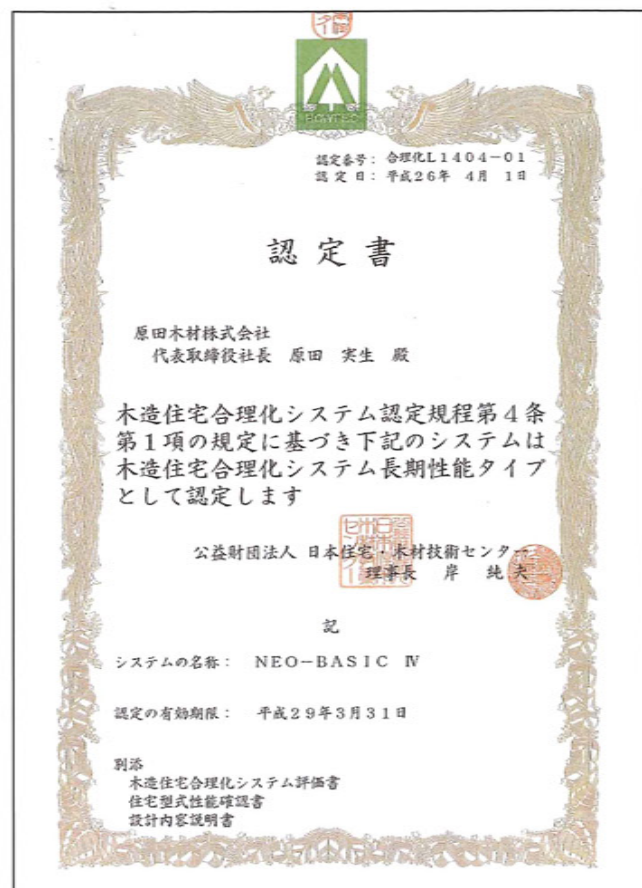 HOWTEC
認定番号：合理化L1404−01
認 定 日：平成26年 4月 1日
認 定 書
原田木材株式会社
代表取締役社長 原田 実生 殿
木造住宅合理化システム認定規程第4条
第1項の規定に基づき下記のシステムは
木造住宅合理化システム長期性能タイプ
として認定します
公益財団法人 日本住宅・木材技術センター
理事長 岸 純夫
記
システムの名称： NEO−BASIC Ⅳ
認定の有効期限： 平成29年3月31日
別添
木造住宅合理化システム評価書
住宅型式性能確認書
設計内容説明書